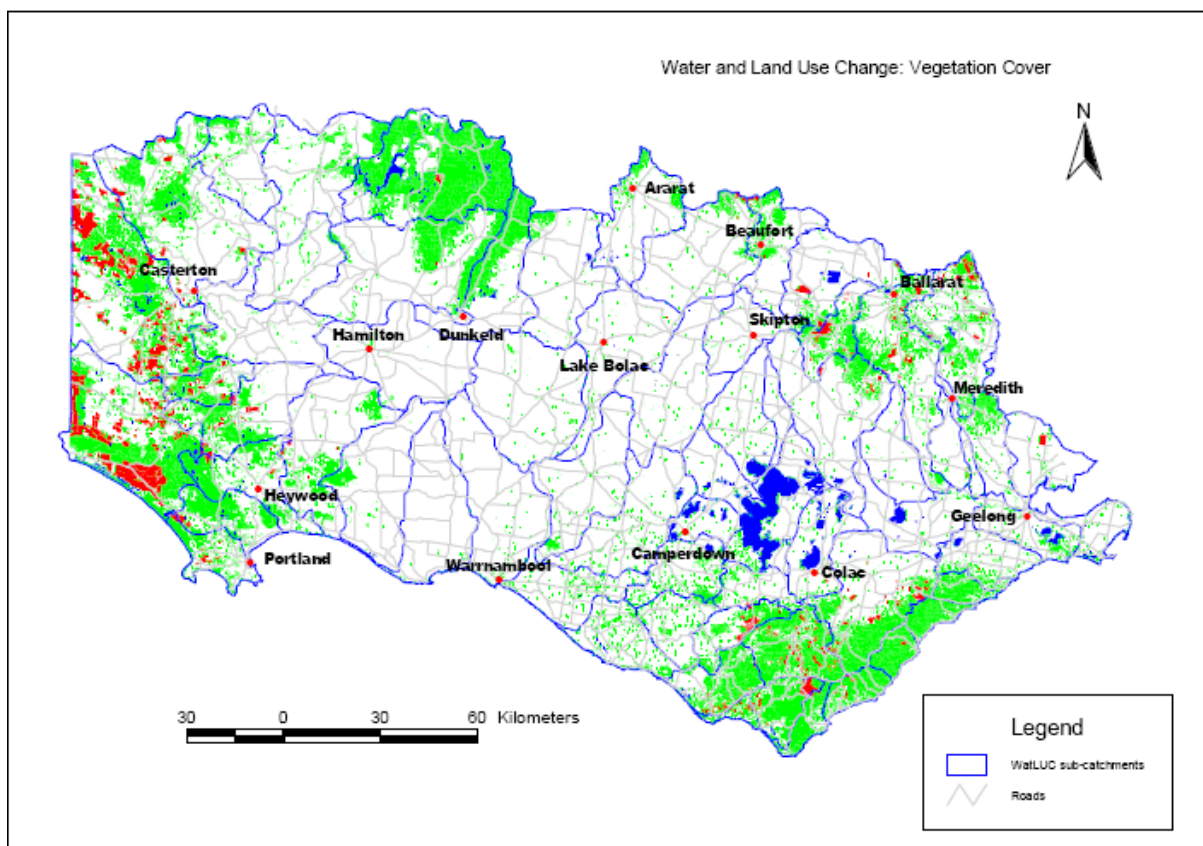 Water and Land Use Change: Vegetation Cover
N
Ararat
Beaufort
Casterton
Ballarat
Hamilton
Dunkeld
Skipton
Lake Bolac
Meredith
Heywood
Geelong
Camperdown
Portland
Warrnambool
Colac
30 0 30 60 Kilometers
Legend
WatLUC sub-catchments
Roads